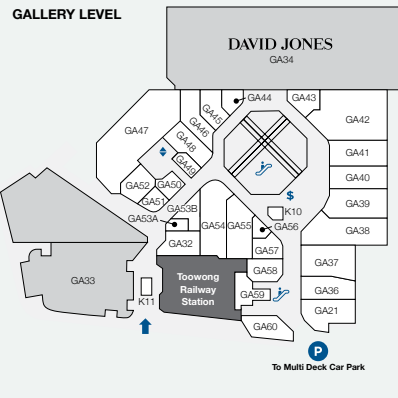 GALLERY LEVEL
DAVID JONES
GA34
GA44
GA43
GA45
GA46
GA47
GA42
GA48
GA41
GA49
GA40
GA52
GA50
GA51
GA39
$
K10
GA53B
GA53A
GA54
GA55
GA56
GA38
GA32
GA57
GA37
GA58
GA33
Toowong
Railway
Station
K11
GA59
GA36
GA21
GA60
P
To Multi Deck Car Park